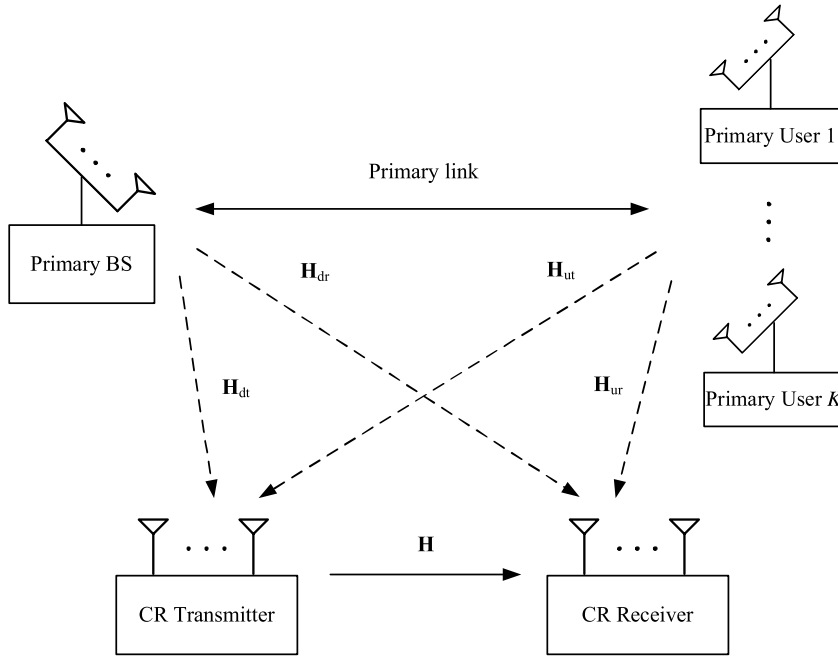 Primary User 1
Primary link
Primary BS
H_dr
H_ut
H_dt
H_ur
Primary User K
H
CR Transmitter
CR Receiver